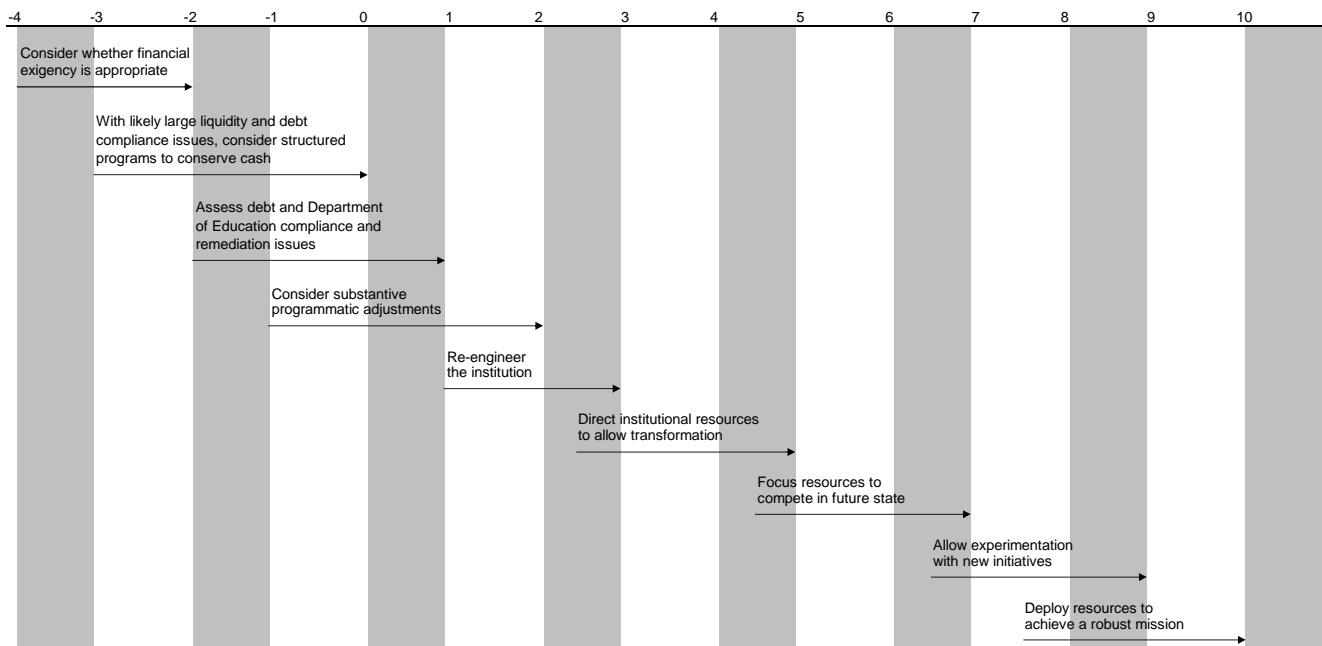 -4 -3 -2 -1 0 1 2 3 4 5 6 7 8 9 10
Consider whether financial
exigency is appropriate
With likely large liquidity and debt
compliance issues, consider structured
programs to conserve cash
Assess debt and Department
of Education compliance and
remediation issues
Consider substantive
programmatic adjustments
Re-engineer
the institution
Direct institutional resources
to allow transformation
Focus resources to
compete in future state
Allow experimentation
with new initiatives
Deploy resources to
achieve a robust mission